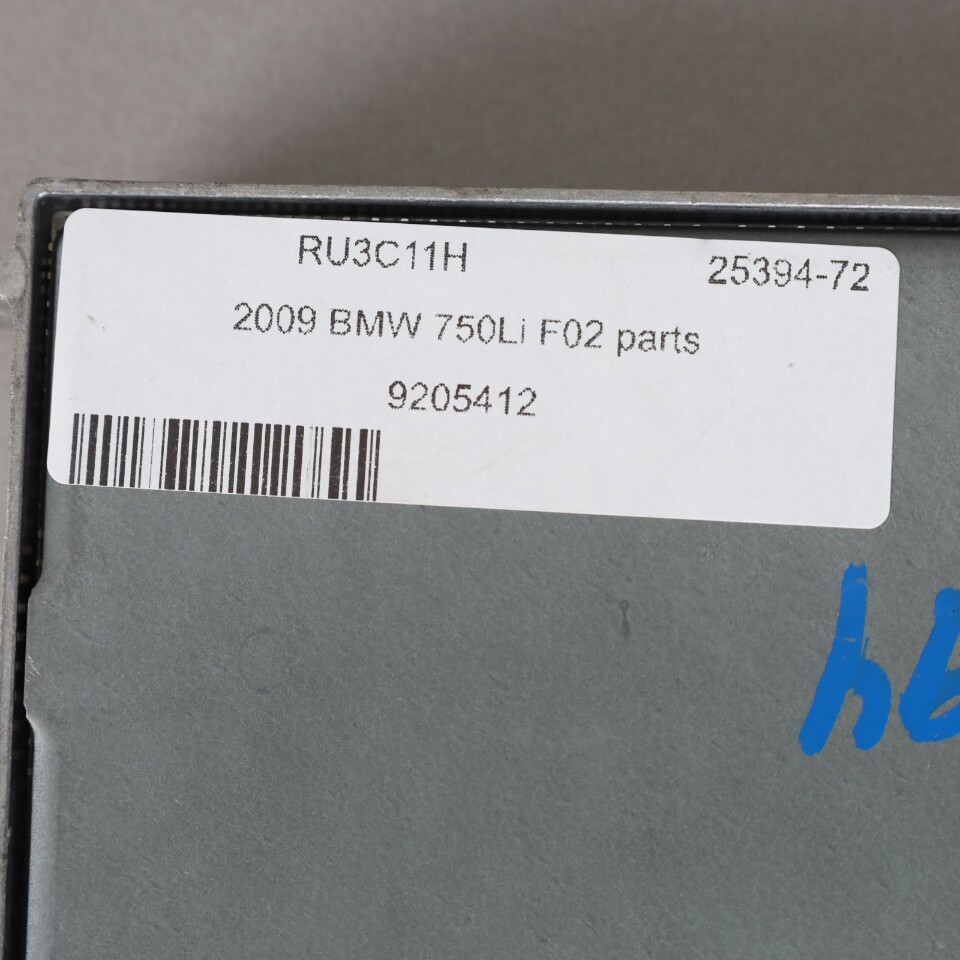 RU3C11H 25394-72
2009 BMW 750Li F02 parts
9205412